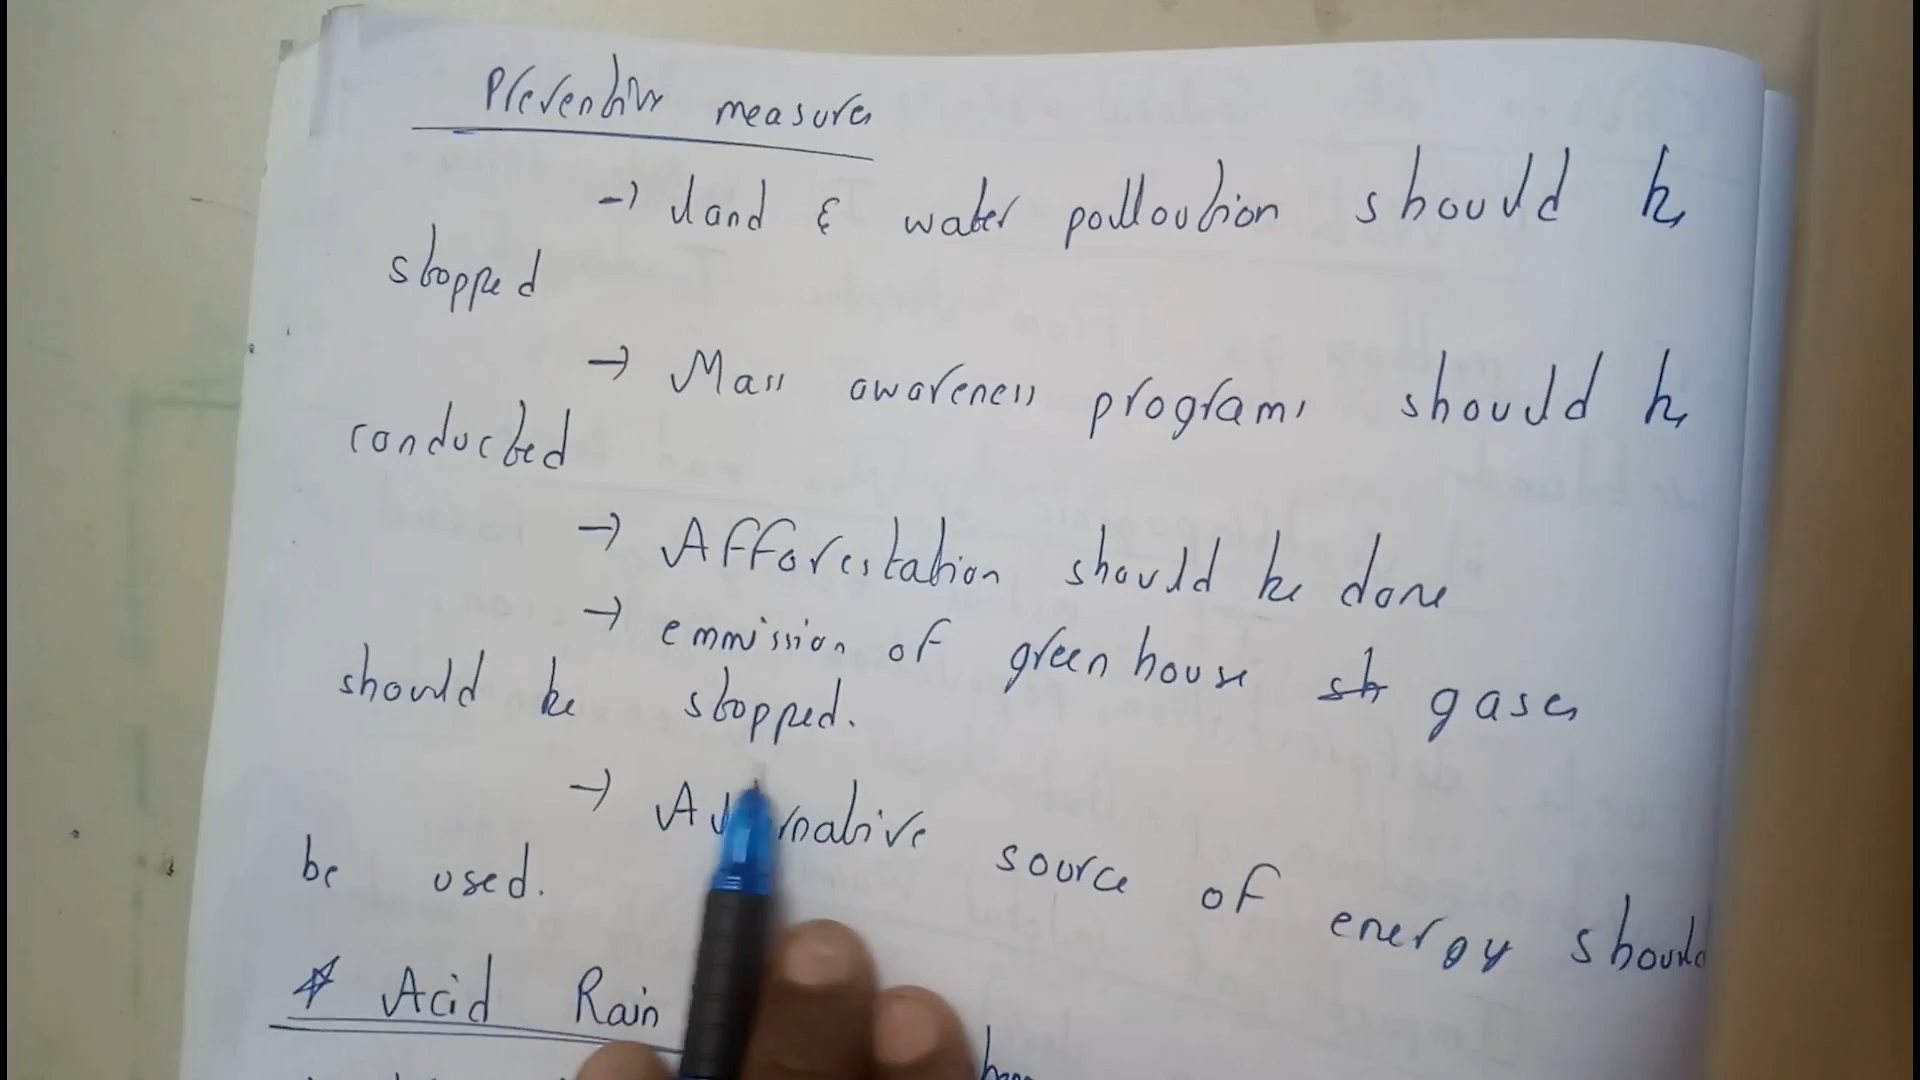 Preventive measures
→ Land & water polloution should be
stopped
→ Mass awareness programs should be
conducted
→ Afforestation should be done
→ emmission of green house gases
should be stopped.
→ Alternative source of energy should
be used.
* Acid Rain